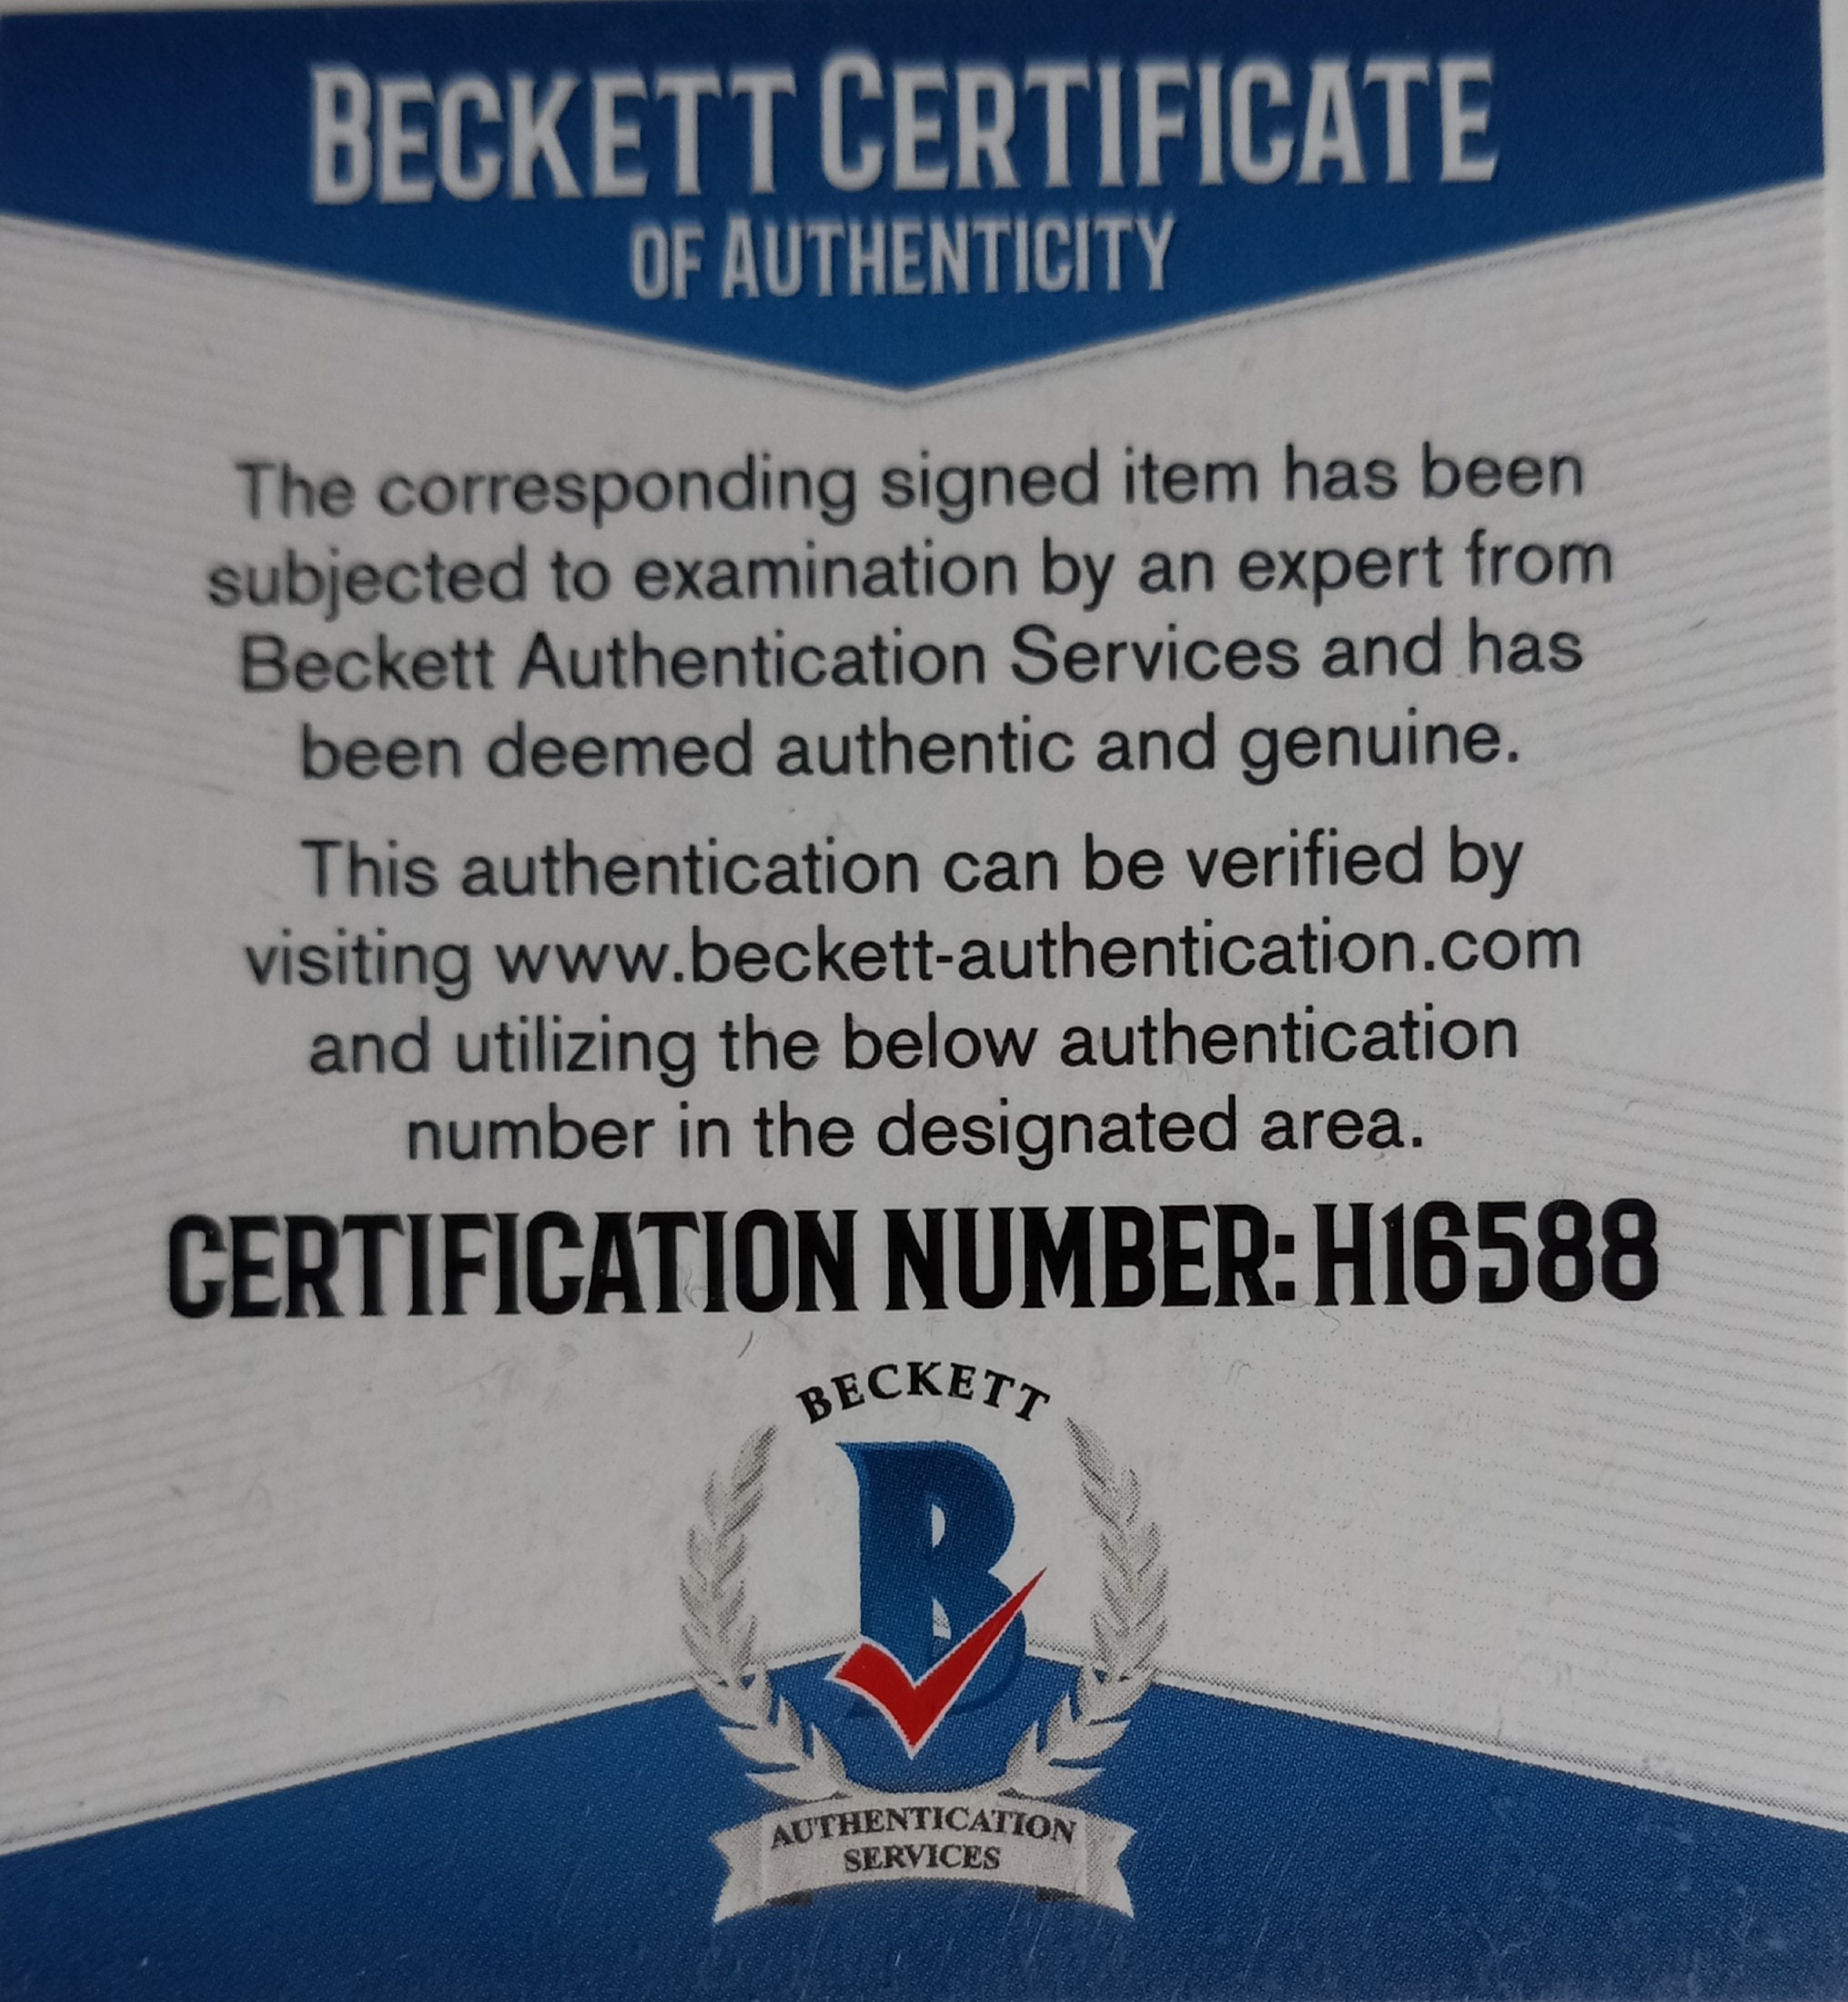 BECKETT CERTIFICATE
OF AUTHENTICITY
The corresponding signed item has been
subjected to examination by an expert from
Beckett Authentication Services and has
been deemed authentic and genuine.
This authentication can be verified by
visiting www.beckett-authentication.com
and utilizing the below authentication
number in the designated area.
CERTIFICATION NUMBER: H16588
BECKETT
B
AUTHENTICATION
SERVICES